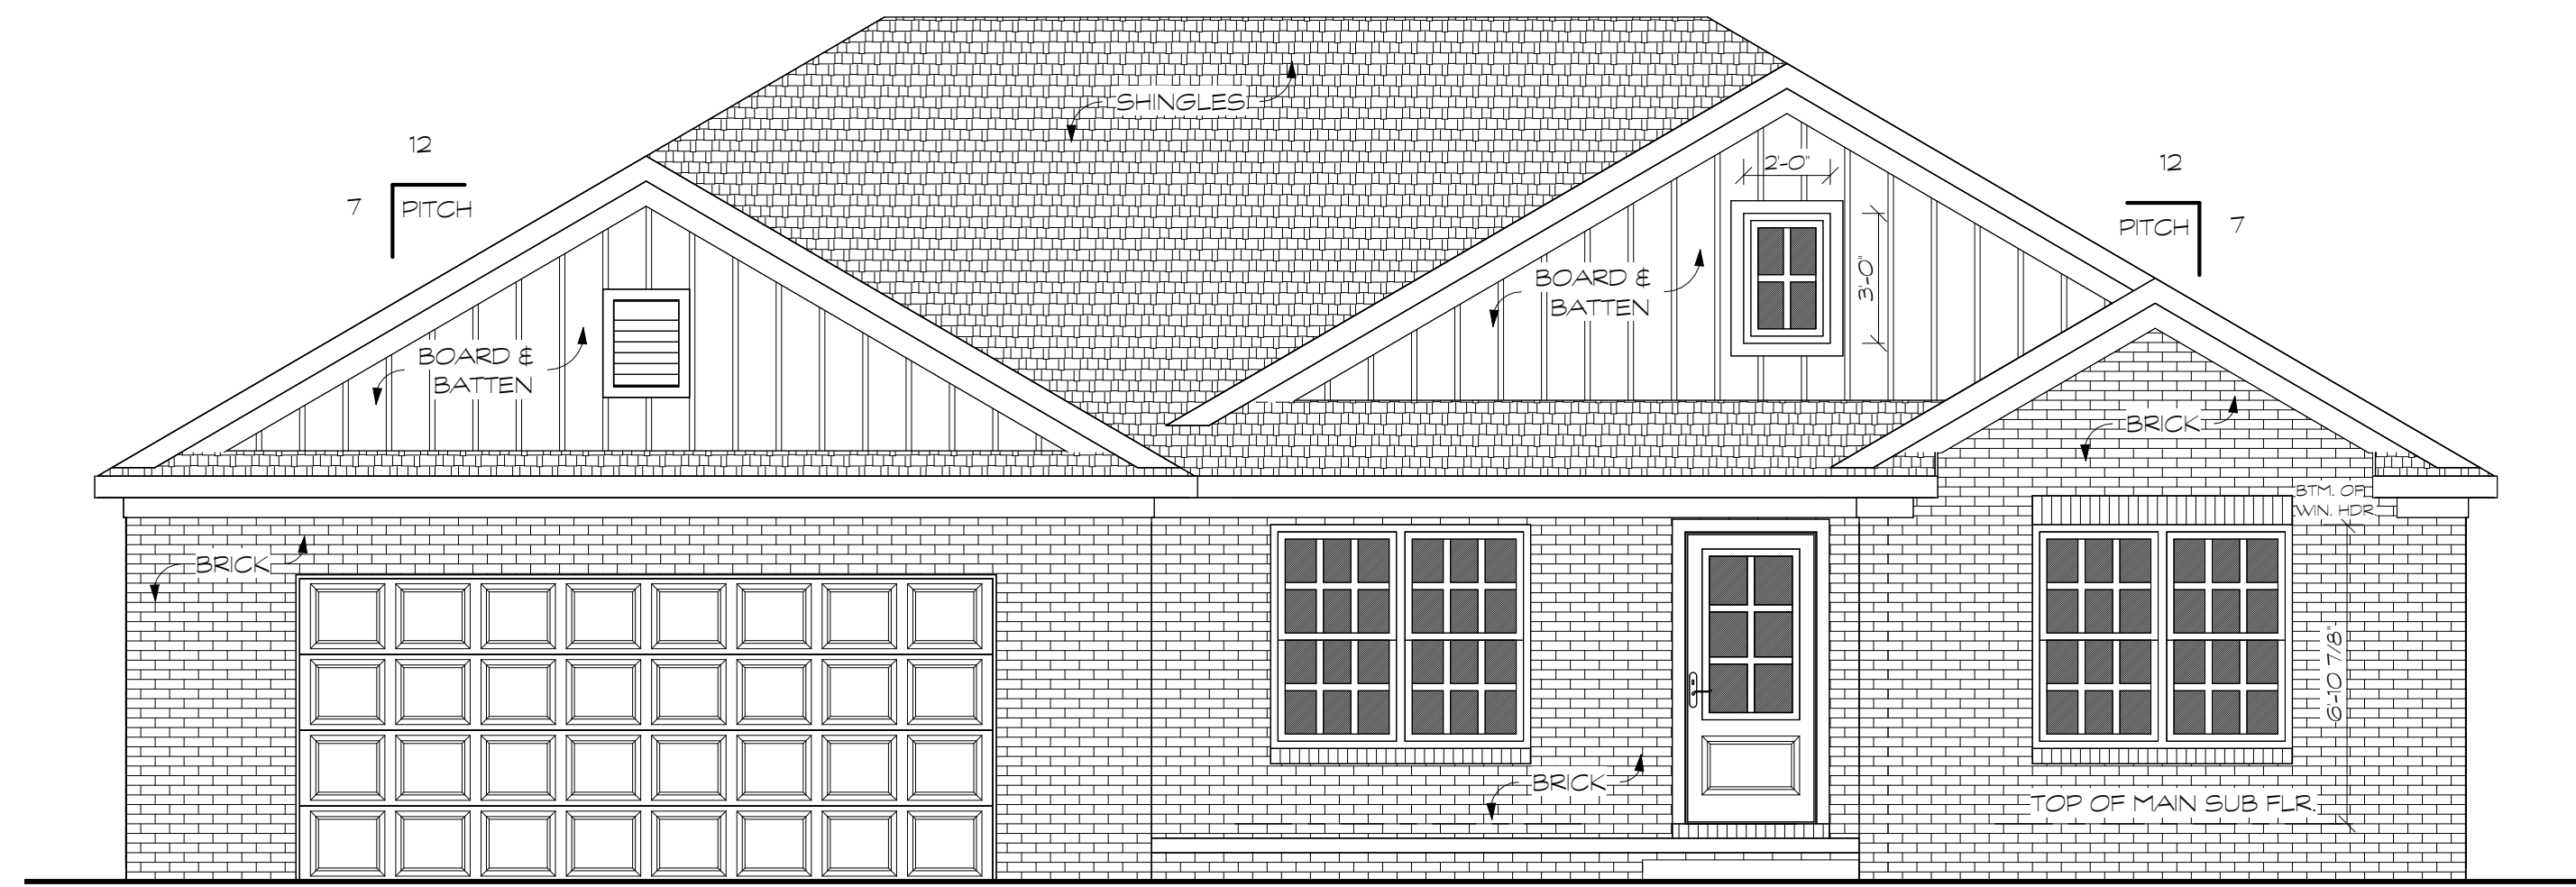 SHINGLES
12
7
PITCH
12
PITCH
7
2'-0"
3'-0"
BOARD &
BATTEN
BOARD &
BATTEN
BRICK
BTM. OF
WIN. HDR.
BRICK
6'-10 7/8"
BRICK
TOP OF MAIN SUB FLR.